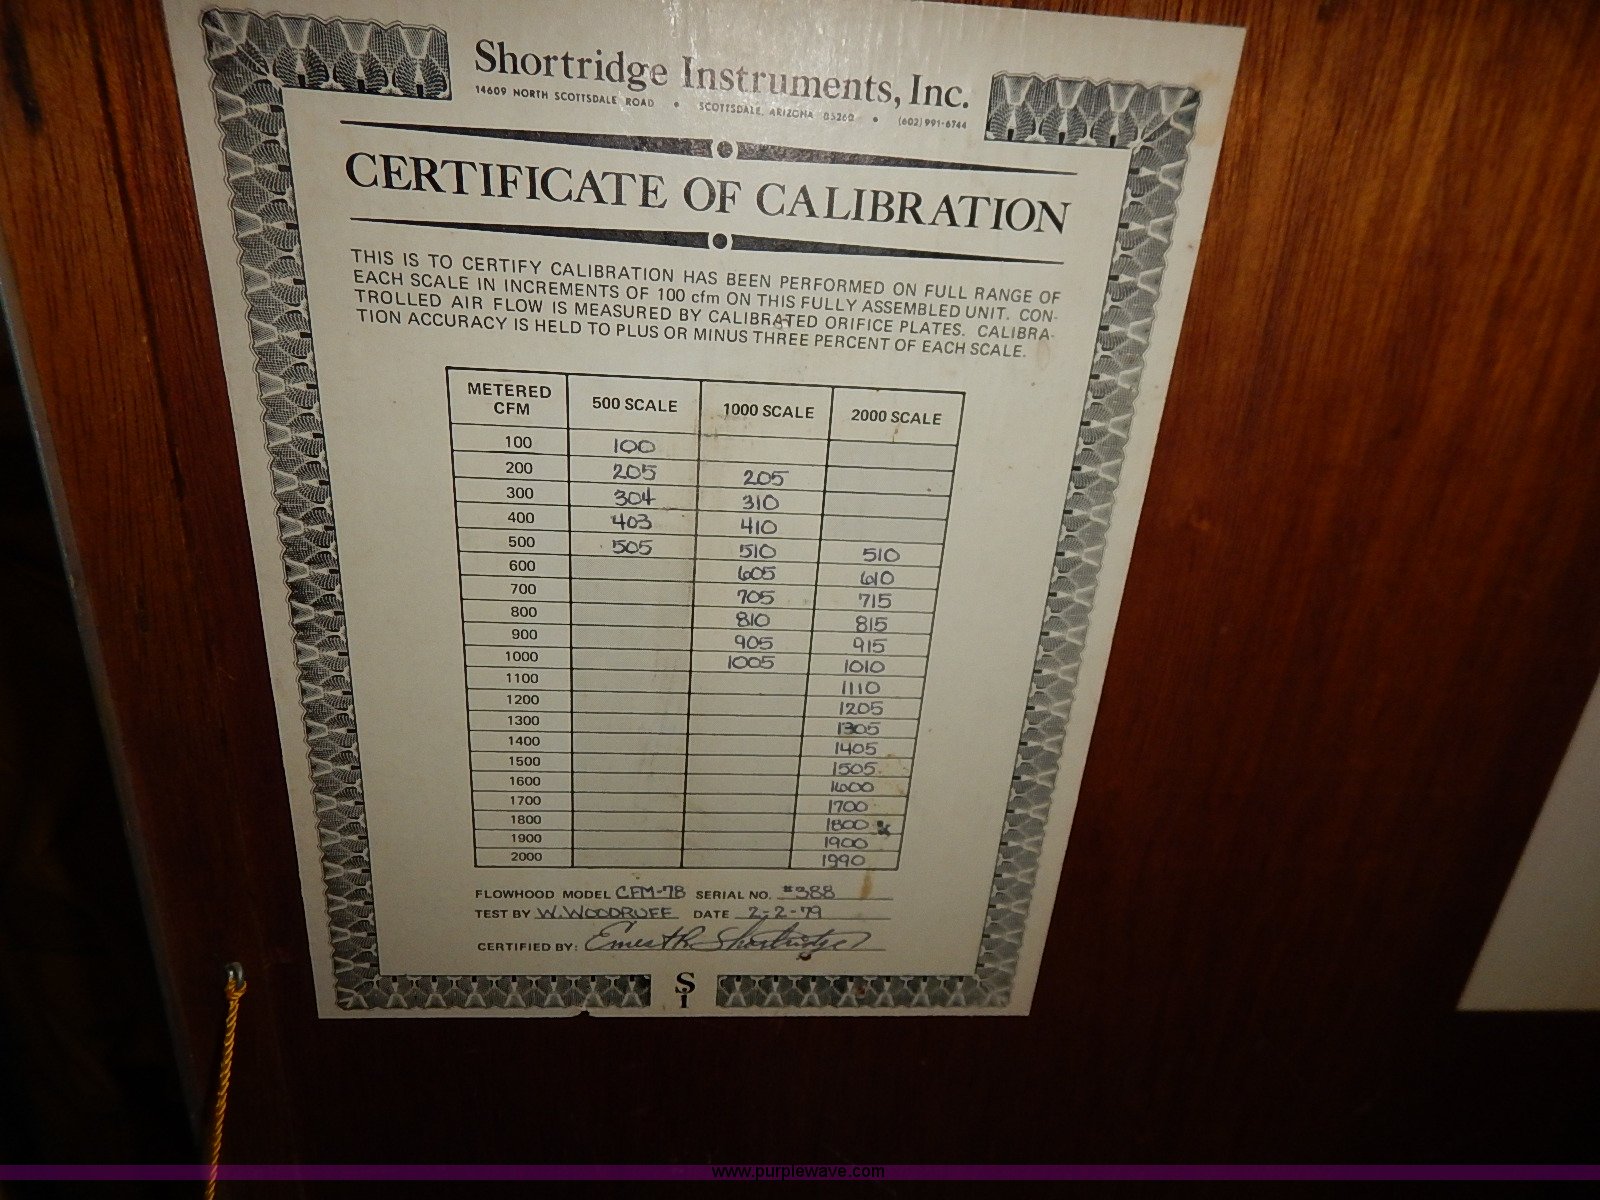 Shortridge Instruments, Inc.
14609 NORTH SCOTTSDALE ROAD • SCOTTSDALE, ARIZONA 85260 • (602) 991-6744
CERTIFICATE OF CALIBRATION
THIS IS TO CERTIFY CALIBRATION HAS BEEN PERFORMED ON FULL RANGE OF
EACH SCALE IN INCREMENTS OF 100 cfm ON THIS FULLY ASSEMBLED UNIT. CON-
TROLLED AIR FLOW IS MEASURED BY CALIBRATED ORIFICE PLATES. CALIBRA-
TION ACCURACY IS HELD TO PLUS OR MINUS THREE PERCENT OF EACH SCALE.
METERED CFM 500 SCALE 1000 SCALE 2000 SCALE
100 100
200 205 205
300 304 310
400 403 410
500 505 510 510
600 605 610
700 705 715
800 810 815
900 905 915
1000 1005 1010
1100 1110
1200 1205
1300 1305
1400 1405
1500 1505
1600 1600
1700 1700
1800 1800
1900 1900
2000 1990
FLOWHOOD MODEL CFM-78 SERIAL NO. #388
TEST BY W. WOODRUFF DATE 2-2-79
CERTIFIED BY: Ernest R. Shortridge
SI
www.purplewave.com